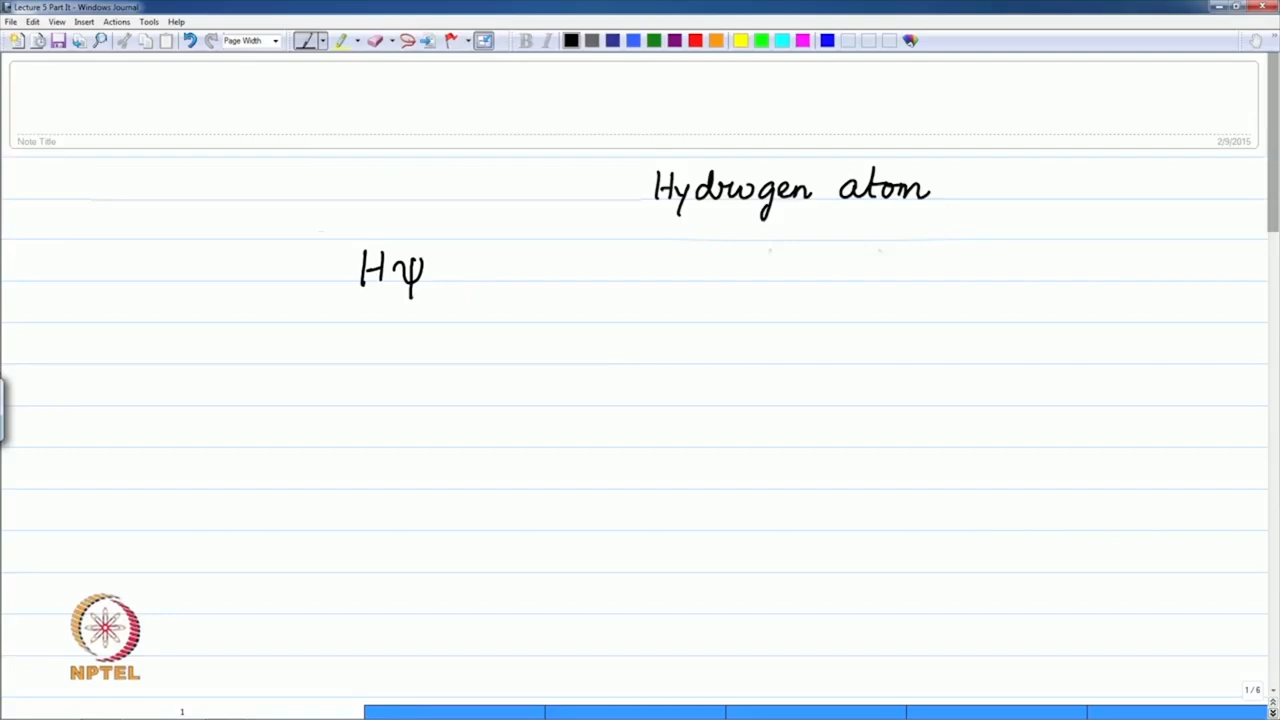 Lecture 5 Part It - Windows Journal
File Edit View Insert Actions Tools Help
Page Width
B I
Note Title
2/9/2015
Hydrogen atom
Hψ
NPTEL
1 / 6
1